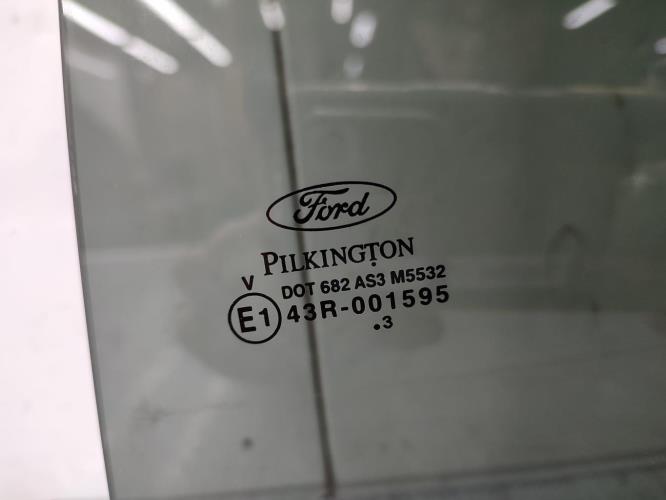 Ford
PILKINGTON
V
DOT 682 AS3 M5532
E1 43R-001595
.3